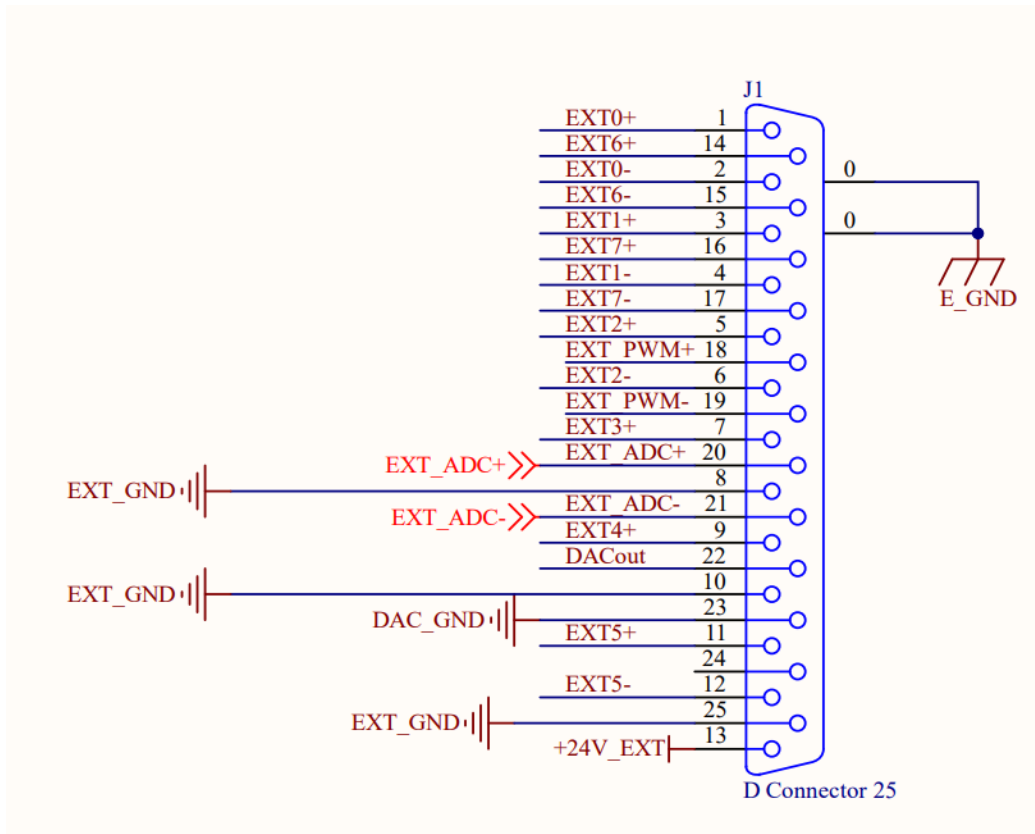 J1
EXT0+ 1
EXT6+ 14
EXT0- 2 0
EXT6- 15
EXT1+ 3 0
EXT7+ 16
EXT1- 4
E_GND
EXT7- 17
EXT2+ 5
EXT_PWM+ 18
EXT2- 6
EXT_PWM- 19
EXT3+ 7
EXT_ADC+ EXT_ADC+ 20
EXT_GND 8
EXT_ADC- EXT_ADC- 21
EXT4+ 9
DACout 22
EXT_GND 10
DAC_GND 23
EXT5+ 11
24
EXT5- 12
EXT_GND 25
+24V_EXT 13
D Connector 25